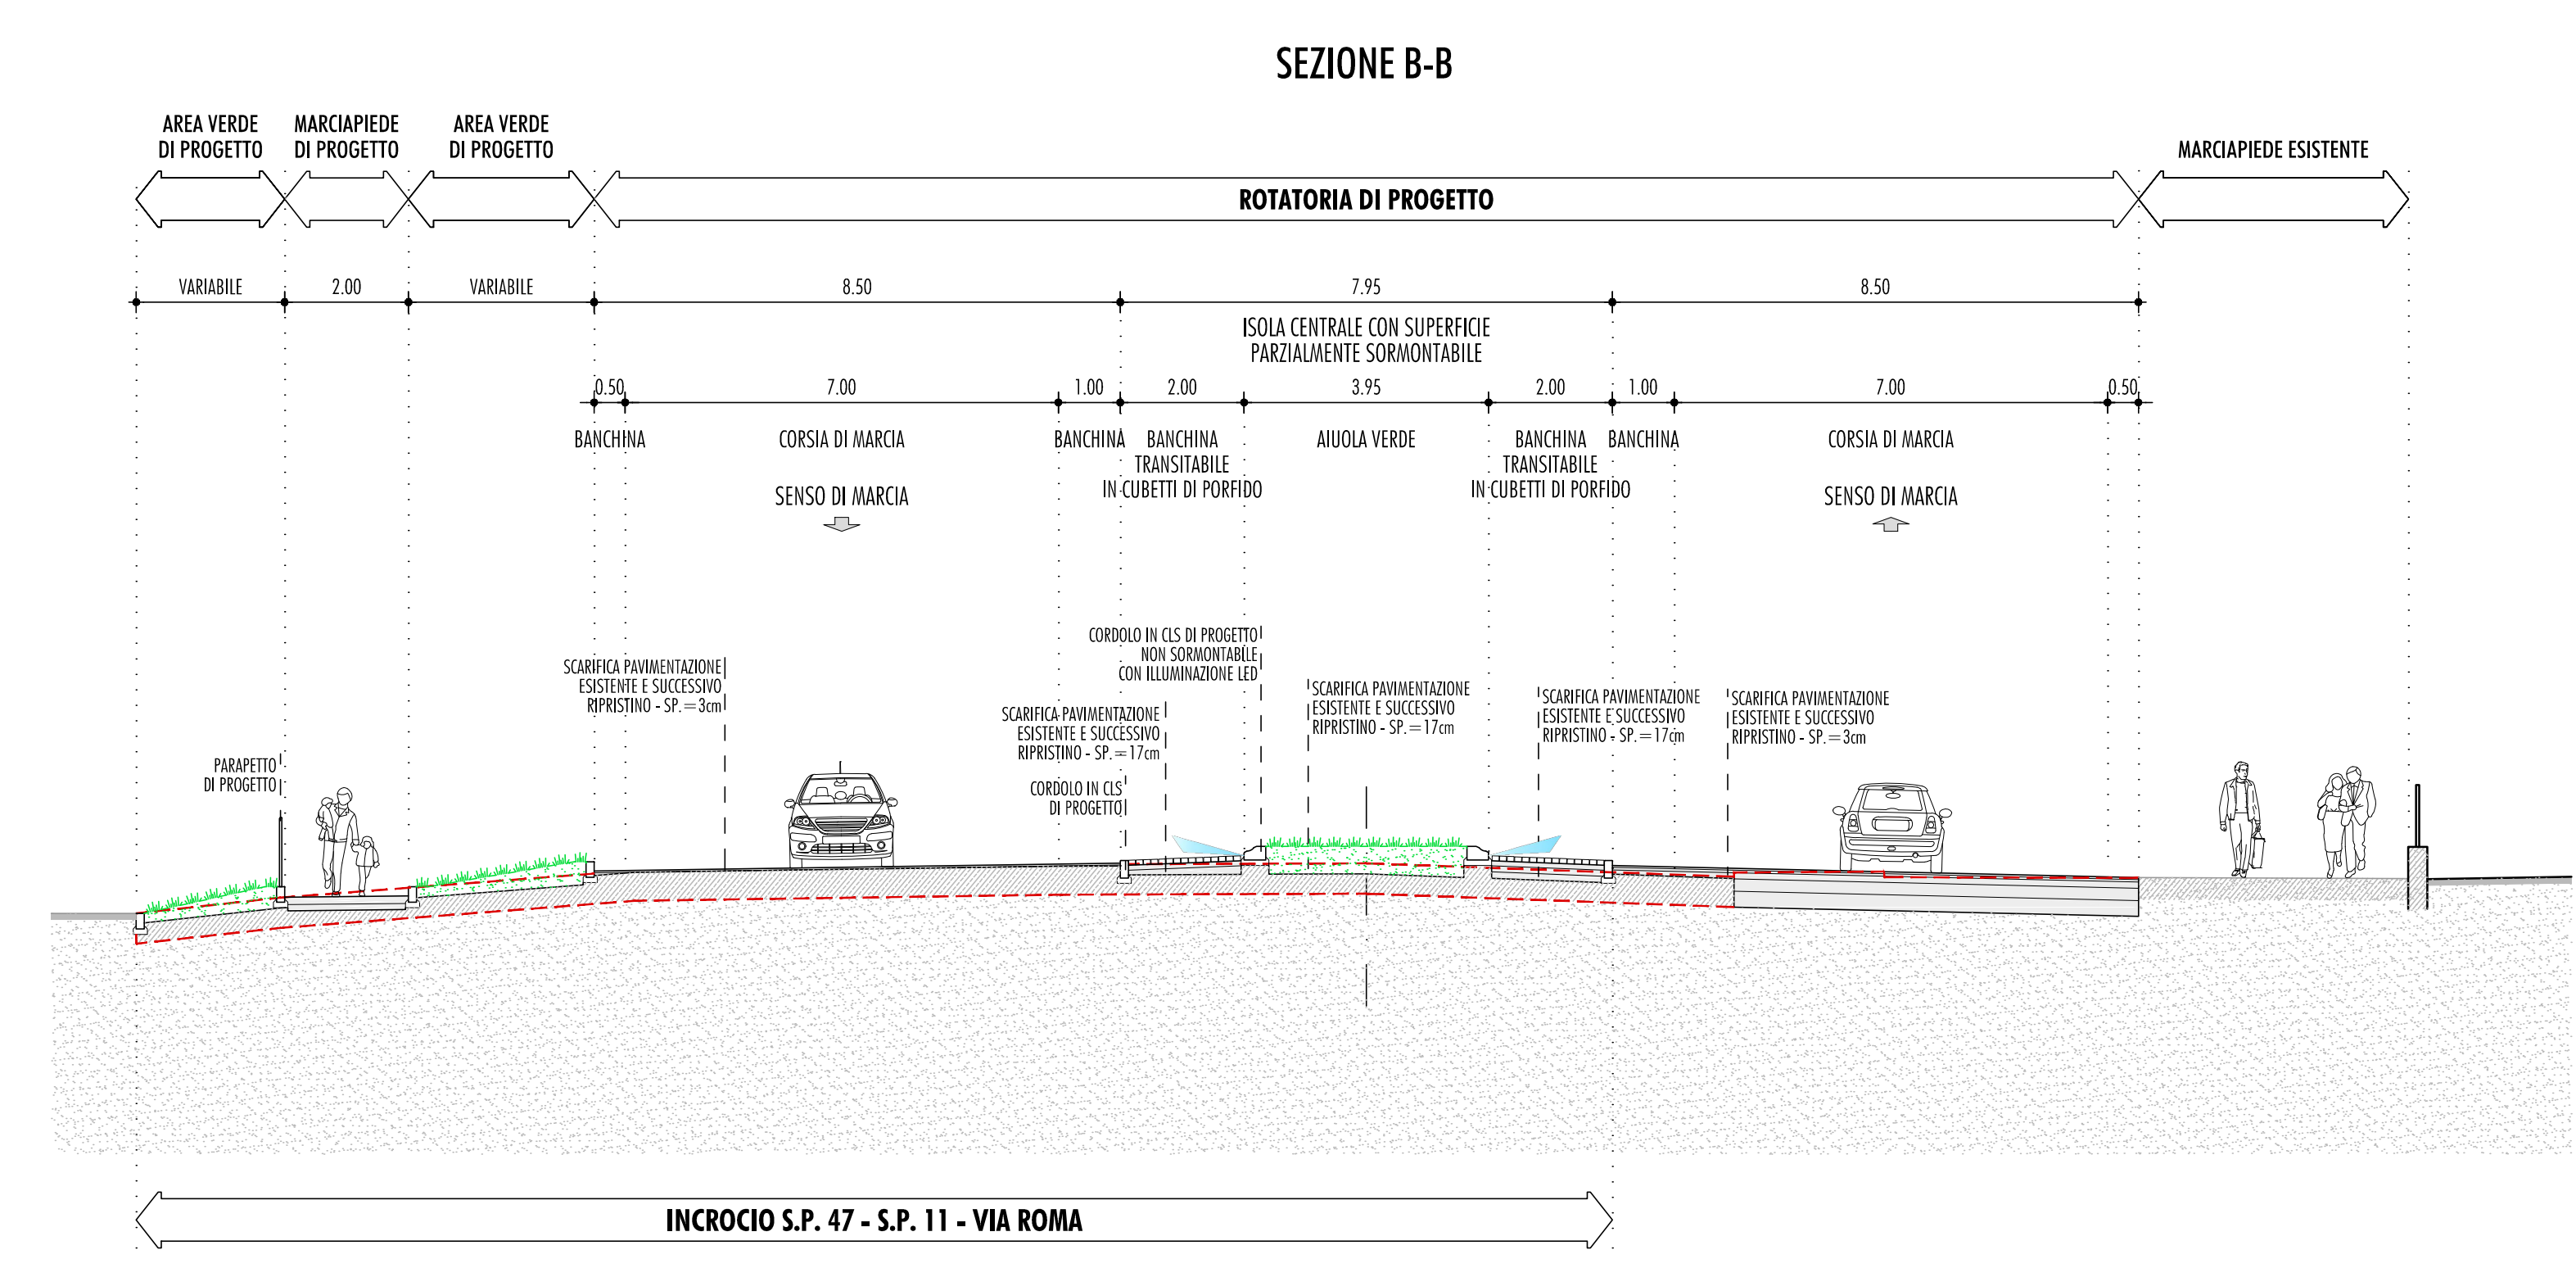 SEZIONE B-B
AREA VERDE
DI PROGETTO
MARCIAPIEDE
DI PROGETTO
AREA VERDE
DI PROGETTO
MARCIAPIEDE ESISTENTE
ROTATORIA DI PROGETTO
VARIABILE
2.00
VARIABILE
8.50
7.95
8.50
ISOLA CENTRALE CON SUPERFICIE
PARZIALMENTE SORMONTABILE
0.50
7.00
1.00
2.00
3.95
2.00
1.00
7.00
0.50
BANCHINA
CORSIA DI MARCIA
BANCHINA
BANCHINA
TRANSITABILE
IN CUBETTI DI PORFIDO
AIUOLA VERDE
BANCHINA
TRANSITABILE
IN CUBETTI DI PORFIDO
BANCHINA
CORSIA DI MARCIA
SENSO DI MARCIA
SENSO DI MARCIA
CORDOLO IN CLS DI PROGETTO
NON SORMONTABILE
CON ILLUMINAZIONE LED
SCARIFICA PAVIMENTAZIONE
ESISTENTE E SUCCESSIVO
RIPRISTINO - SP.=3cm
SCARIFICA PAVIMENTAZIONE
ESISTENTE E SUCCESSIVO
RIPRISTINO - SP.=17cm
SCARIFICA PAVIMENTAZIONE
ESISTENTE E SUCCESSIVO
RIPRISTINO - SP.=17cm
SCARIFICA PAVIMENTAZIONE
ESISTENTE E SUCCESSIVO
RIPRISTINO - SP.=17cm
SCARIFICA PAVIMENTAZIONE
ESISTENTE E SUCCESSIVO
RIPRISTINO - SP.=3cm
PARAPETTO
DI PROGETTO
CORDOLO IN CLS
DI PROGETTO
INCROCIO S.P. 47 - S.P. 11 - VIA ROMA